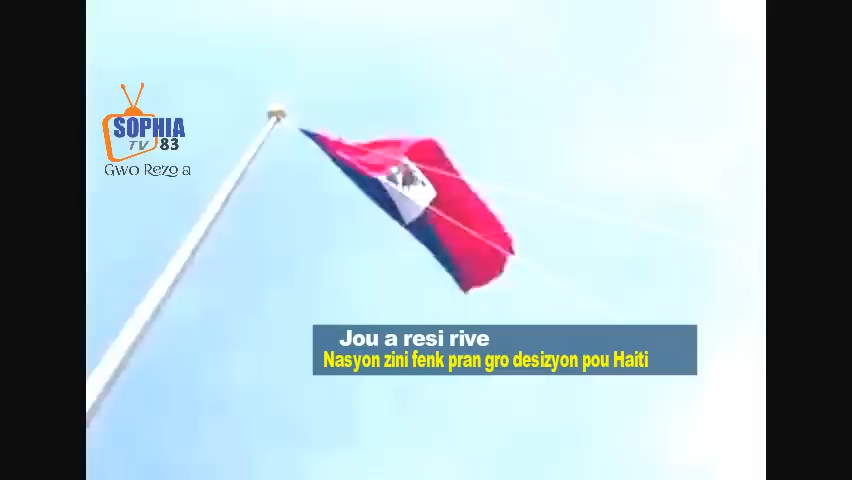 SOPHIA
TV 83
Gwo Rezo a
Jou a resi rive
Nasyon zini fenk pran gro desizyon pou Haiti